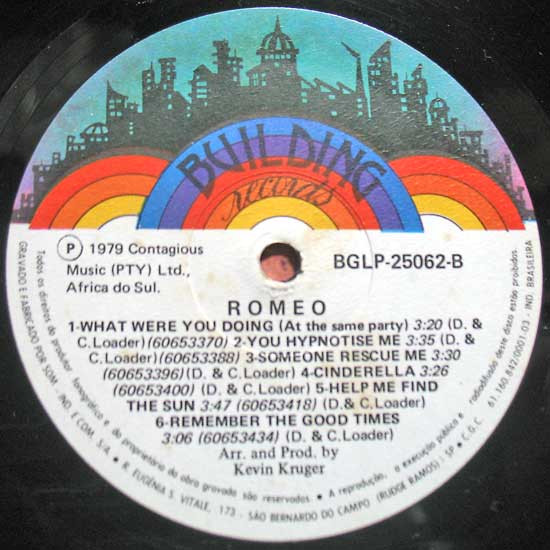 BUILDING
records
Ⓟ 1979 Contagious
Music (PTY) Ltd.,
Africa do Sul.
BGLP-25062-B
ROMEO
1-WHAT WERE YOU DOING (At the same party) 3:20 (D. &
C.Loader)(60653370) 2-YOU HYPNOTISE ME 3:35 (D. &
C.Loader) (60653388) 3-SOMEONE RESCUE ME 3:30
(60653396)(D. & C.Loader) 4-CINDERELLA 3:26
(60653400) (D. & C.Loader) 5-HELP ME FIND
THE SUN 3:47 (60653418) (D.& C.Loader)
6-REMEMBER THE GOOD TIMES
3:06 (60653434) (D. & C.Loader)
Arr. and Prod. by
Kevin Kruger
Todos os direitos do produtor fonográfico e do proprietário da obra gravada são reservados. • A reprodução, a execução pública e radiodifusão deste disco estão proibidas.
GRAVADO E FABRICADO POR SOM - IND. E COM. S/A. • R. EUGÊNIA S. VITALE, 173 - SÃO BERNARDO DO CAMPO (RUDGE RAMOS) : SP • C.G.C. 61.160.842/0001-03 - IND. BRASILEIRA